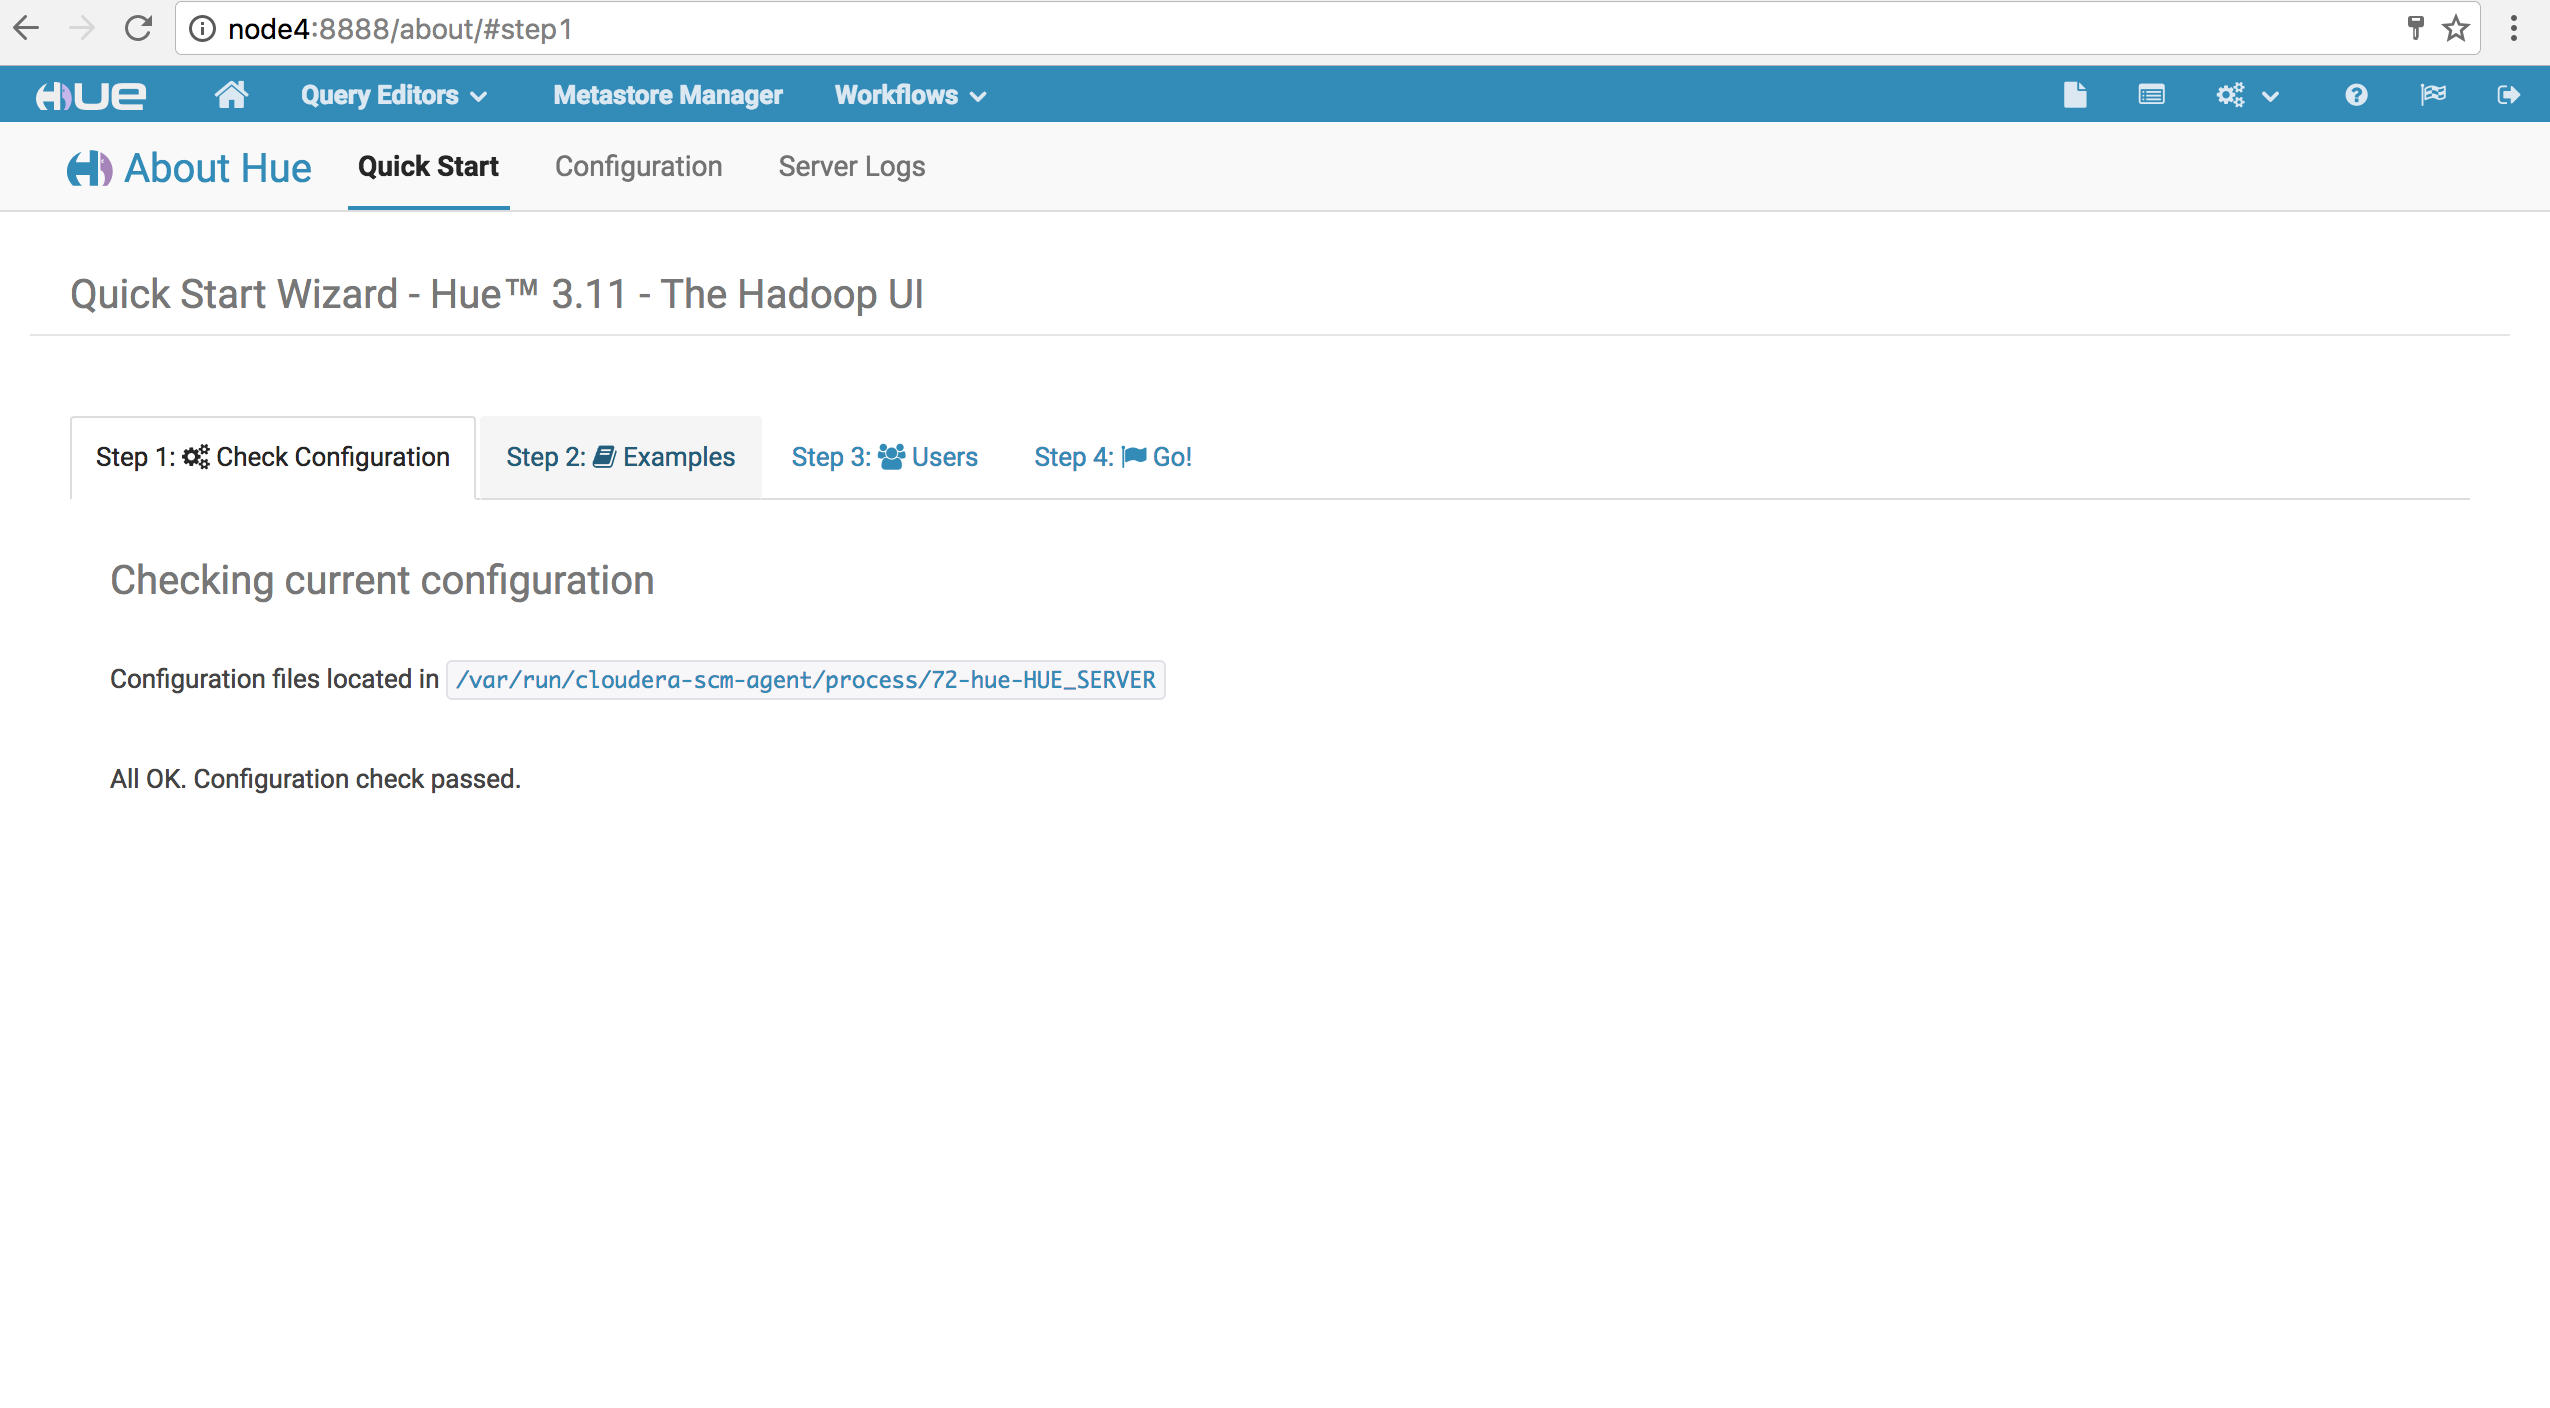 node4:8888/about/#step1
HUE Query Editors Metastore Manager Workflows
About Hue Quick Start Configuration Server Logs
Quick Start Wizard - Hue™ 3.11 - The Hadoop UI
Step 1: Check Configuration Step 2: Examples Step 3: Users Step 4: Go!
Checking current configuration
Configuration files located in /var/run/cloudera-scm-agent/process/72-hue-HUE_SERVER
All OK. Configuration check passed.